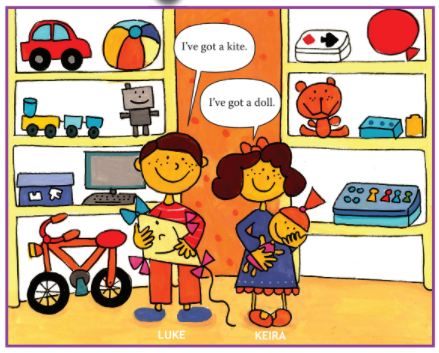 I've got a kite.
I've got a doll.
LUKE
KEIRA